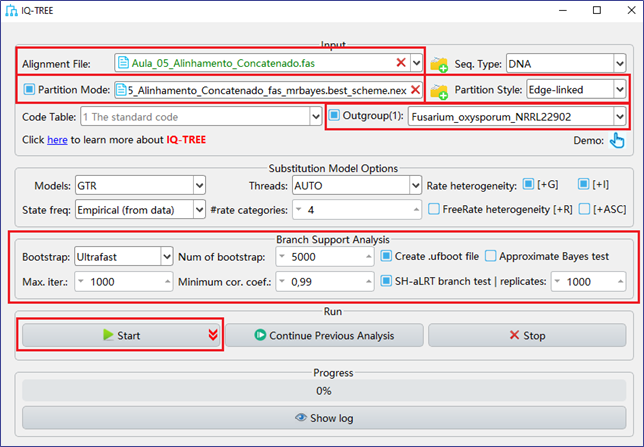 IQ-TREE
Input
Alignment File: Aula_05_Alinhamento_Concatenado.fas Seq. Type: DNA
Partition Mode: 5_Alinhamento_Concatenado_fas_mrbayes.best_scheme.nex Partition Style: Edge-linked
Code Table: 1 The standard code Outgroup(1): Fusarium_oxysporum_NRRL22902
Click here to learn more about IQ-TREE Demo:
Substitution Model Options
Models: GTR Threads: AUTO Rate heterogeneity: [+G] [+I]
State freq: Empirical (from data) #rate categories: 4 FreeRate heterogeneity [+R] [+ASC]
Branch Support Analysis
Bootstrap: Ultrafast Num of bootstrap: 5000 Create .ufboot file Approximate Bayes test
Max. iter.: 1000 Minimum cor. coef.: 0,99 SH-aLRT branch test | replicates: 1000
Run
Start Continue Previous Analysis Stop
Progress
0%
Show log